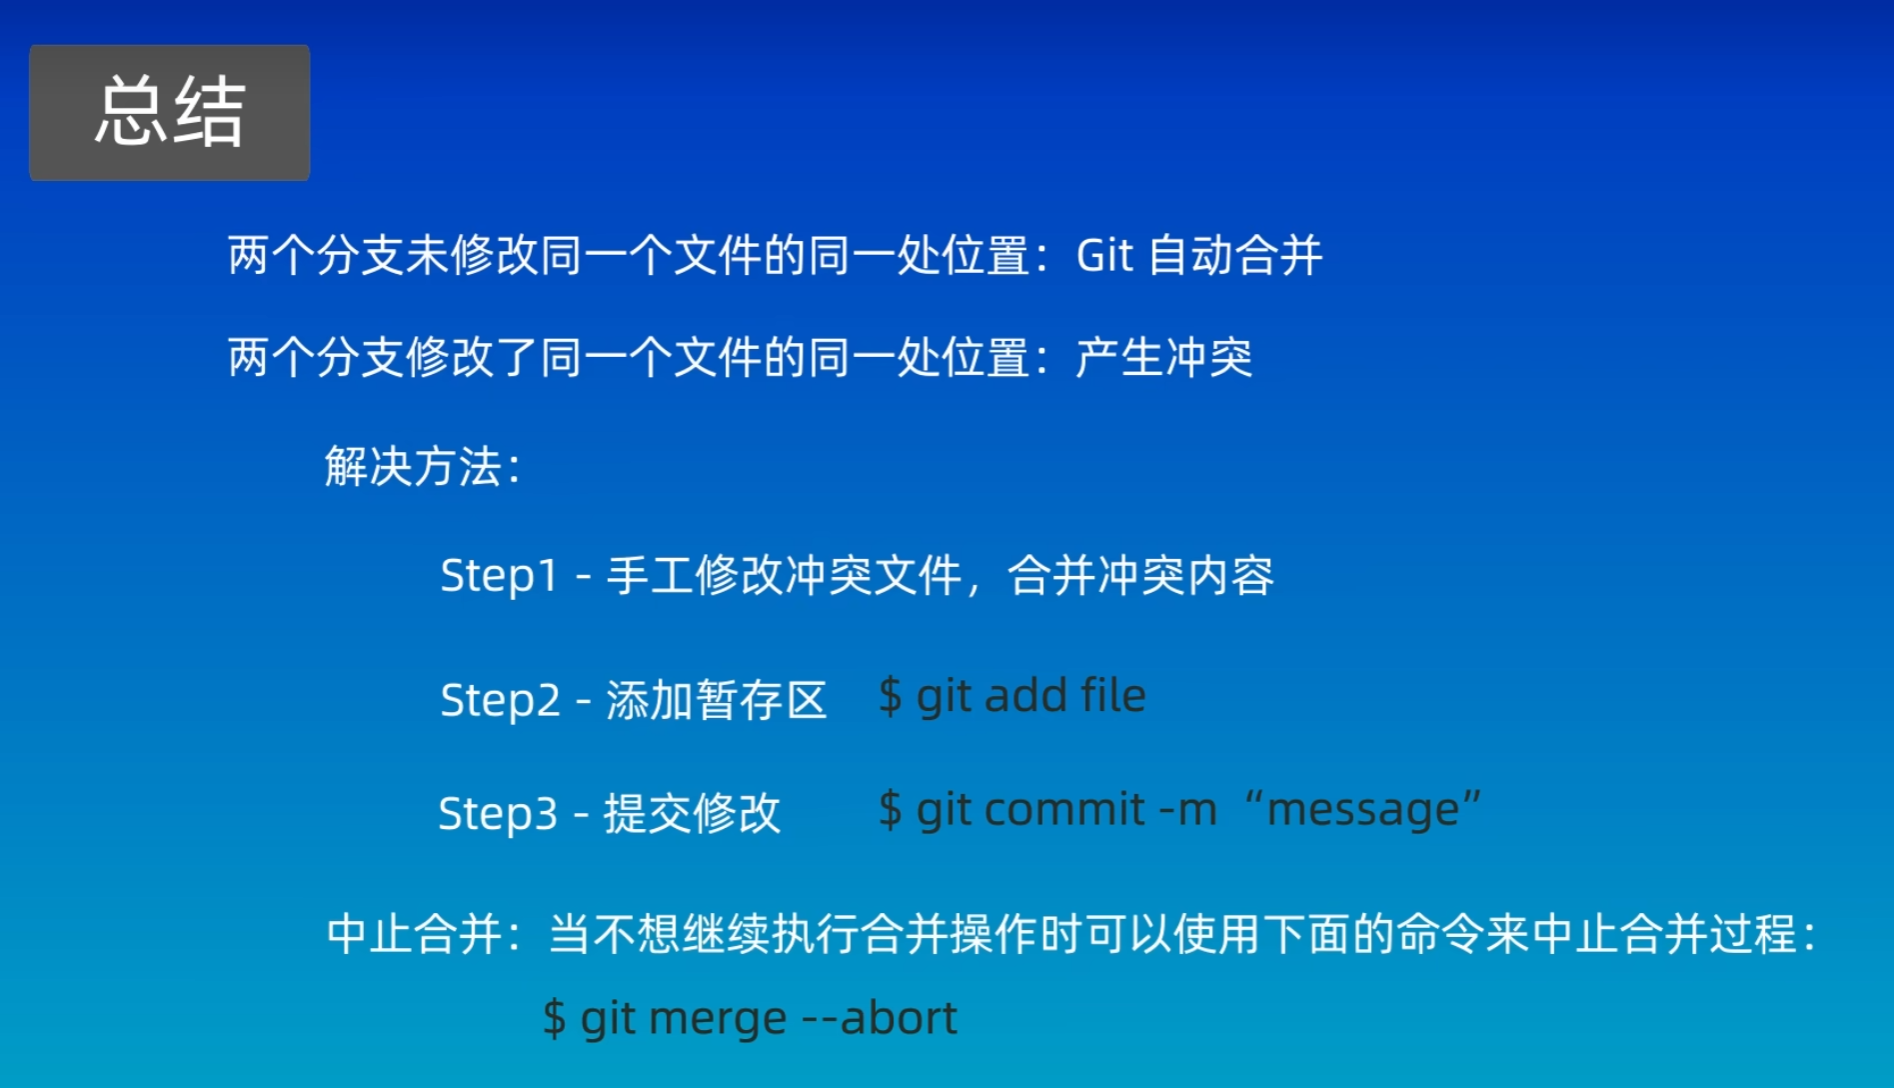 总结
两个分支未修改同一个文件的同一处位置：Git 自动合并
两个分支修改了同一个文件的同一处位置：产生冲突
解决方法：
Step1 - 手工修改冲突文件，合并冲突内容
Step2 - 添加暂存区 $ git add file
Step3 - 提交修改 $ git commit -m “message”
中止合并：当不想继续执行合并操作时可以使用下面的命令来中止合并过程：
$ git merge --abort